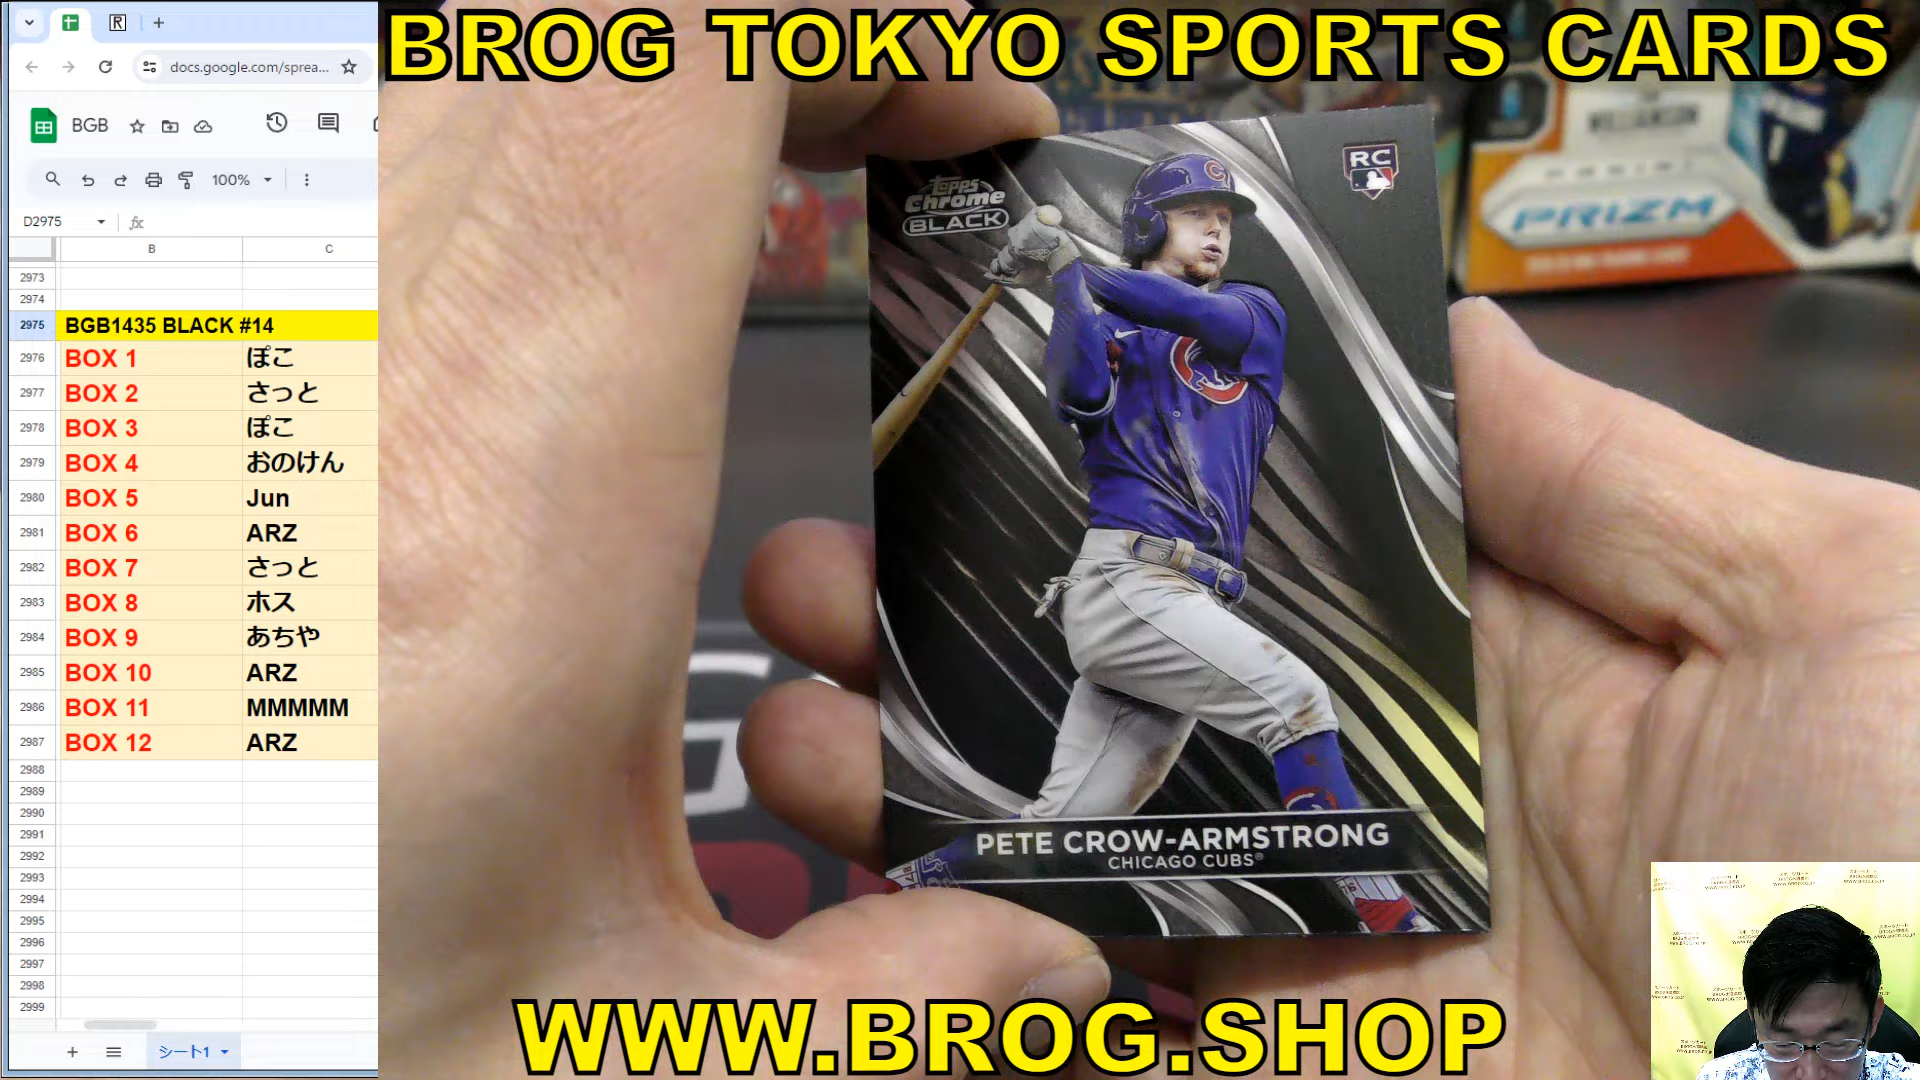 BROG TOKYO SPORTS CARDS
docs.google.com/sprea...
BGB
100%
D2975
fx
B C
2973
2974
2975 BGB1435 BLACK #14
2976 BOX 1 ぽこ
2977 BOX 2 さっと
2978 BOX 3 ぽこ
2979 BOX 4 おのけん
2980 BOX 5 Jun
2981 BOX 6 ARZ
2982 BOX 7 さっと
2983 BOX 8 ホス
2984 BOX 9 あちや
2985 BOX 10 ARZ
2986 BOX 11 MMMMM
2987 BOX 12 ARZ
2988
2989
2990
2991
2992
2993
2994
2995
2996
2997
2998
2999
シート1
Topps
Chrome
BLACK
RC
PETE CROW-ARMSTRONG
CHICAGO CUBS®
PRIZM
WWW.BROG.SHOP